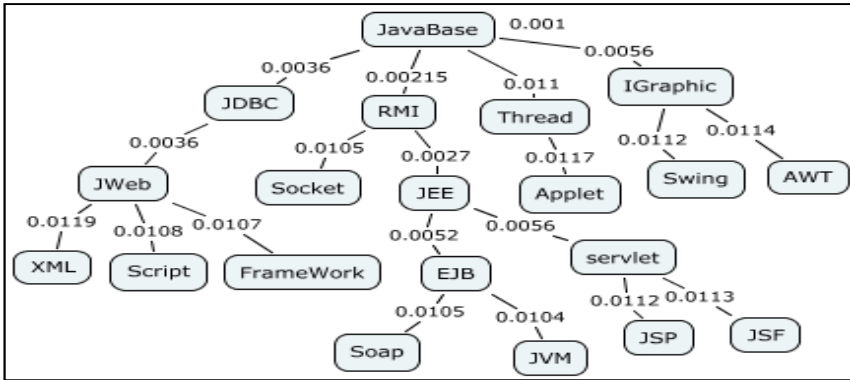 JavaBase 0.001
0.0036 0.00215 0.011 0.0056
JDBC RMI Thread IGraphic
0.0036 0.0105 0.0027 0.0117 0.0112 0.0114
JWeb Socket JEE Applet Swing AWT
0.0119 0.0108 0.0107 0.0052 0.0056
XML Script FrameWork EJB servlet
0.0105 0.0104 0.0112 0.0113
Soap JVM JSP JSF